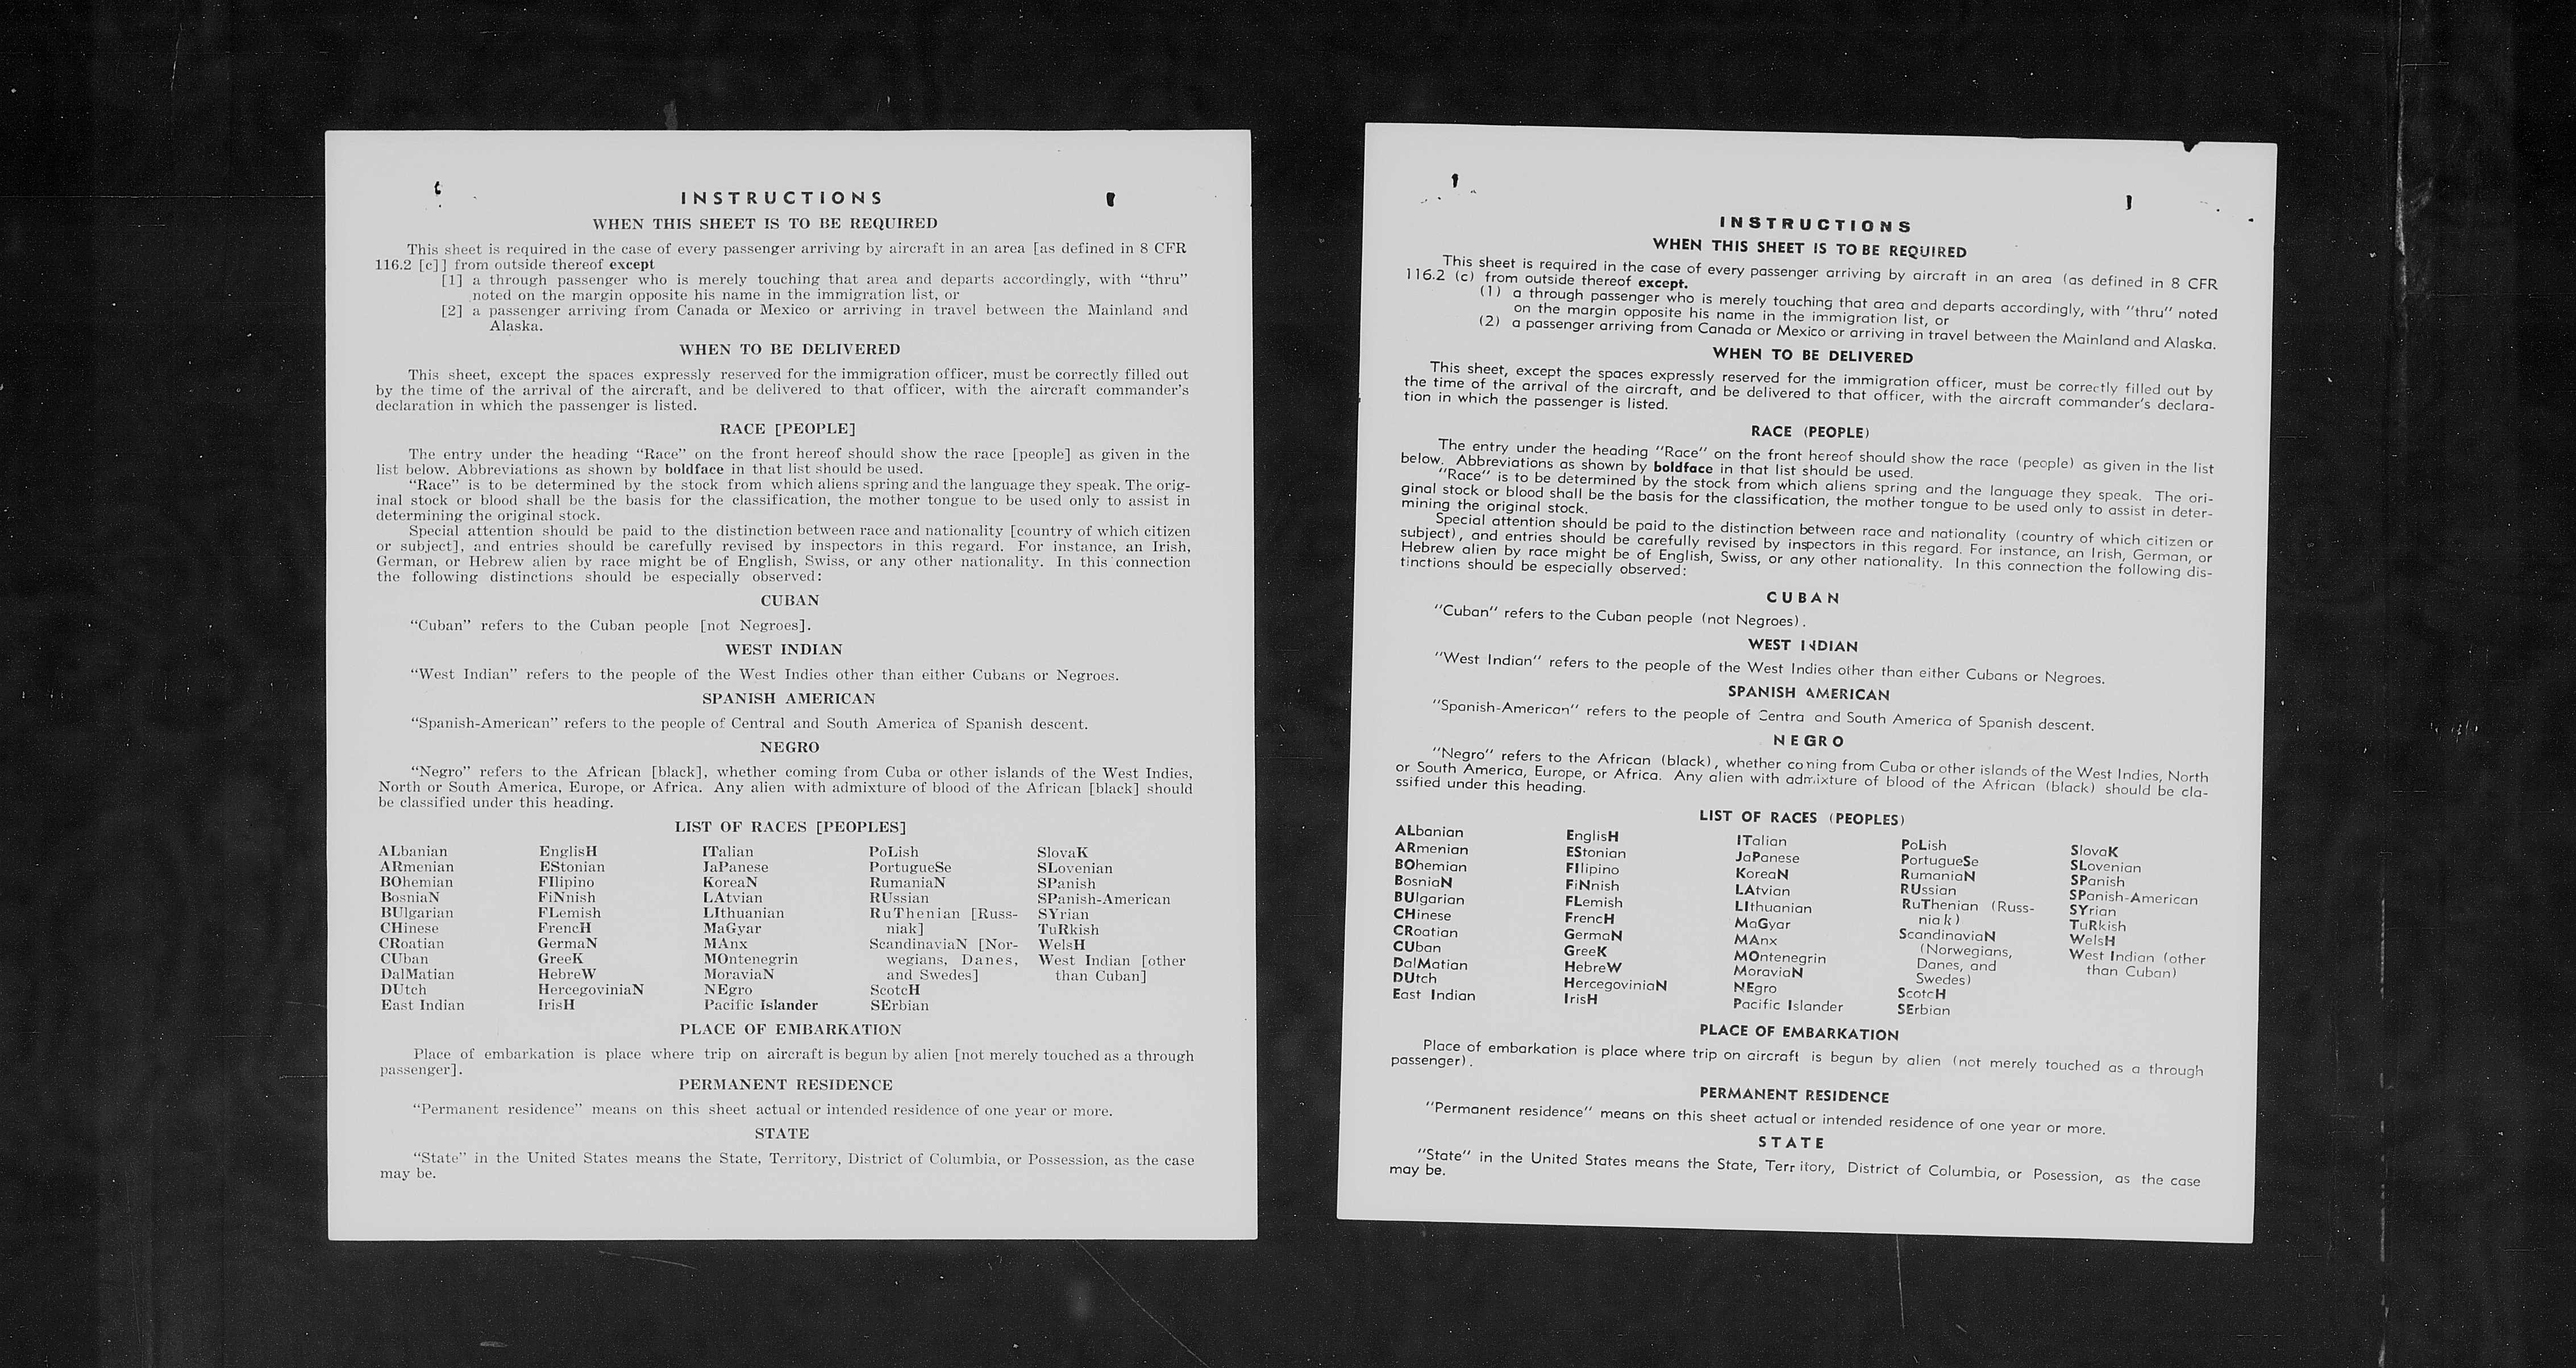 INSTRUCTIONS
WHEN THIS SHEET IS TO BE REQUIRED
This sheet is required in the case of every passenger arriving by aircraft in an area [as defined in 8 CFR
116.2 [c]] from outside thereof except
[1] a through passenger who is merely touching that area and departs accordingly, with “thru”
noted on the margin opposite his name in the immigration list, or
[2] a passenger arriving from Canada or Mexico or arriving in travel between the Mainland and
Alaska.
WHEN TO BE DELIVERED
This sheet, except the spaces expressly reserved for the immigration officer, must be correctly filled out
by the time of the arrival of the aircraft, and be delivered to that officer, with the aircraft commander's
declaration in which the passenger is listed.
RACE [PEOPLE]
The entry under the heading “Race” on the front hereof should show the race [people] as given in the
list below. Abbreviations as shown by boldface in that list should be used.
“Race” is to be determined by the stock from which aliens spring and the language they speak. The orig-
inal stock or blood shall be the basis for the classification, the mother tongue to be used only to assist in
determining the original stock.
Special attention should be paid to the distinction between race and nationality [country of which citizen
or subject], and entries should be carefully revised by inspectors in this regard. For instance, an Irish,
German, or Hebrew alien by race might be of English, Swiss, or any other nationality. In this connection
the following distinctions should be especially observed:
CUBAN
“Cuban” refers to the Cuban people [not Negroes].
WEST INDIAN
“West Indian” refers to the people of the West Indies other than either Cubans or Negroes.
SPANISH AMERICAN
“Spanish-American” refers to the people of Central and South America of Spanish descent.
NEGRO
“Negro” refers to the African [black], whether coming from Cuba or other islands of the West Indies,
North or South America, Europe, or Africa. Any alien with admixture of blood of the African [black] should
be classified under this heading.
LIST OF RACES [PEOPLES]
ALbanian
ARmenian
BOhemian
BosniaN
BUlgarian
CHinese
CRoatian
CUban
DalMatian
DUtch
East Indian
EnglisH
EStonian
FIlipino
FiNnish
FLemish
FrencH
GermaN
GreeK
HebreW
HercegoviniaN
IrisH
ITalian
JaPanese
KoreaN
LAtvian
LIthuanian
MaGyar
MAnx
MOntenegrin
MoraviaN
NEgro
Pacific Islander
PoLish
PortugueSe
RumaniaN
RUssian
RuThenian [Russ-
niak]
ScandinaviaN [Nor-
wegians, Danes,
and Swedes]
ScotcH
SErbian
SlovaK
SLovenian
SPanish
SPanish-American
SYrian
TuRkish
WelsH
West Indian [other
than Cuban]
PLACE OF EMBARKATION
Place of embarkation is place where trip on aircraft is begun by alien [not merely touched as a through
passenger].
PERMANENT RESIDENCE
“Permanent residence” means on this sheet actual or intended residence of one year or more.
STATE
“State” in the United States means the State, Territory, District of Columbia, or Possession, as the case
may be.
INSTRUCTIONS
WHEN THIS SHEET IS TO BE REQUIRED
This sheet is required in the case of every passenger arriving by aircraft in an area (as defined in 8 CFR
116.2 (c) from outside thereof except.
(1) a through passenger who is merely touching that area and departs accordingly, with “thru” noted
on the margin opposite his name in the immigration list, or
(2) a passenger arriving from Canada or Mexico or arriving in travel between the Mainland and Alaska.
WHEN TO BE DELIVERED
This sheet, except the spaces expressly reserved for the immigration officer, must be correctly filled out by
the time of the arrival of the aircraft, and be delivered to that officer, with the aircraft commander's declara-
tion in which the passenger is listed.
RACE (PEOPLE)
The entry under the heading “Race” on the front hereof should show the race (people) as given in the list
below. Abbreviations as shown by boldface in that list should be used.
“Race” is to be determined by the stock from which aliens spring and the language they speak. The ori-
ginal stock or blood shall be the basis for the classification, the mother tongue to be used only to assist in deter-
mining the original stock.
Special attention should be paid to the distinction between race and nationality (country of which citizen or
subject), and entries should be carefully revised by inspectors in this regard. For instance, an Irish, German, or
Hebrew alien by race might be of English, Swiss, or any other nationality. In this connection the following dis-
tinctions should be especially observed:
CUBAN
“Cuban” refers to the Cuban people (not Negroes).
WEST INDIAN
“West Indian” refers to the people of the West Indies other than either Cubans or Negroes.
SPANISH AMERICAN
“Spanish-American” refers to the people of Centra and South America of Spanish descent.
NEGRO
“Negro” refers to the African (black), whether coming from Cuba or other islands of the West Indies, North
or South America, Europe, or Africa. Any alien with admixture of blood of the African (black) should be cla-
ssified under this heading.
LIST OF RACES (PEOPLES)
ALbanian
ARmenian
BOhemian
BosniaN
BUlgarian
CHinese
CRoatian
CUban
DalMatian
DUtch
East Indian
EnglisH
EStonian
FIlipino
FiNnish
FLemish
FrencH
GermaN
GreeK
HebreW
HercegoviniaN
IrisH
ITalian
JaPanese
KoreaN
LAtvian
LIthuanian
MaGyar
MAnx
MOntenegrin
MoraviaN
NEgro
Pacific Islander
PoLish
PortugueSe
RumaniaN
RUssian
RuThenian (Russ-
niak)
ScandinaviaN
(Norwegians,
Danes, and
Swedes)
ScotcH
SErbian
SlovaK
SLovenian
SPanish
SPanish-American
SYrian
TuRkish
WelsH
West Indian (other
than Cuban)
PLACE OF EMBARKATION
Place of embarkation is place where trip on aircraft is begun by alien (not merely touched as a through
passenger).
PERMANENT RESIDENCE
“Permanent residence” means on this sheet actual or intended residence of one year or more.
STATE
“State” in the United States means the State, Territory, District of Columbia, or Posession, as the case
may be.